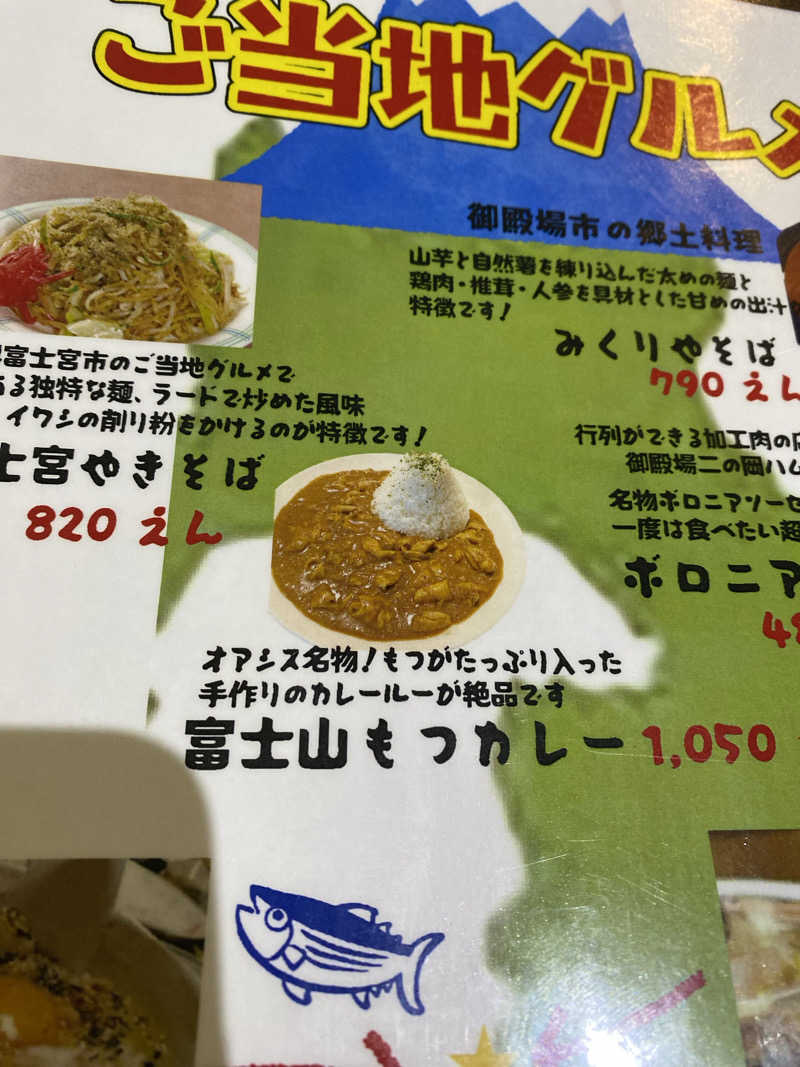 ご当地グルメ
御殿場市の郷土料理
山芋と自然薯を練り込んだ太めの麺と
鶏肉・椎茸・人参を具材とした甘めの出汁
特徴です!
みくりやそば
790えん
富士宮市のご当地グルメで
ある独特な麺、ラードで炒めた風味
イワシの削り粉をかけるのが特徴です!
士宮やきそば
820えん
行列ができる加工肉の
御殿場二の岡ハム
名物ボロニアソーセ
一度は食べたい超
ボロニア
オアシス名物!もつがたっぷり入った
手作りのカレールーが絶品です
富士山もつカレー 1,050